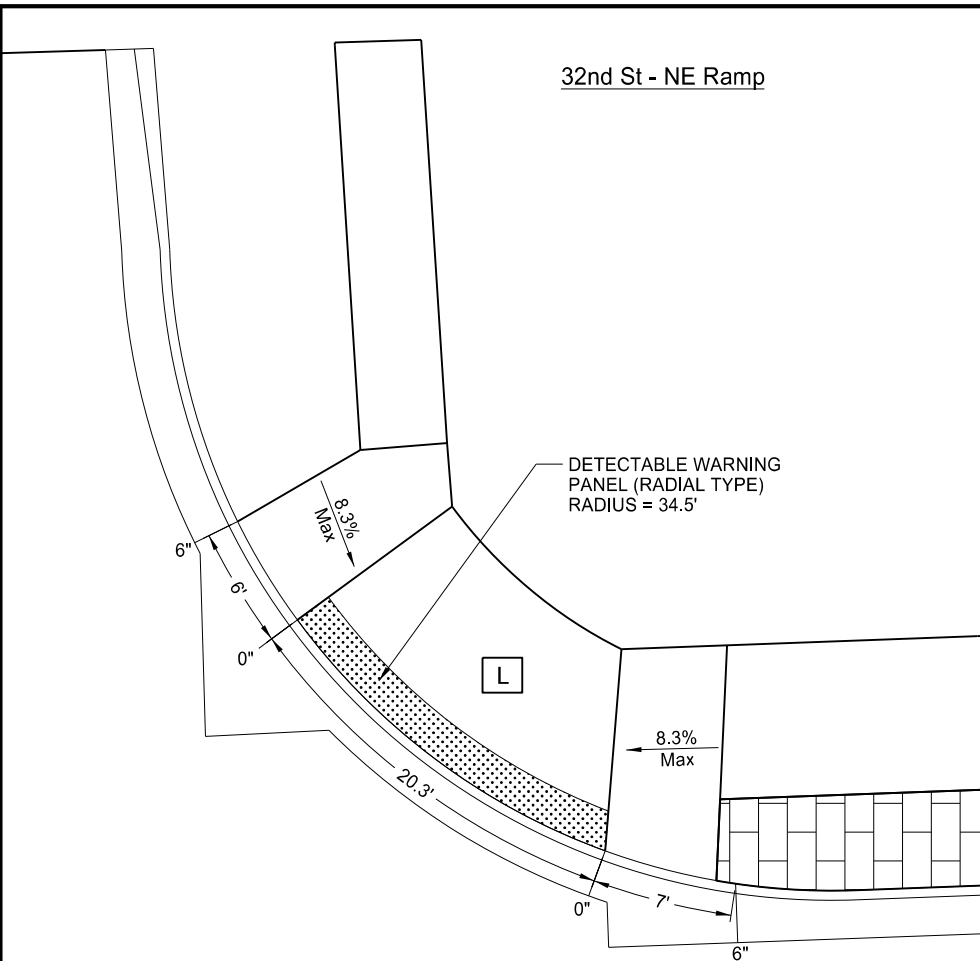 32nd St - NE Ramp
DETECTABLE WARNING
PANEL (RADIAL TYPE)
RADIUS = 34.5'
8.3%
Max
6"
6'
0"
L
8.3%
Max
20.3'
0"
7'
6"